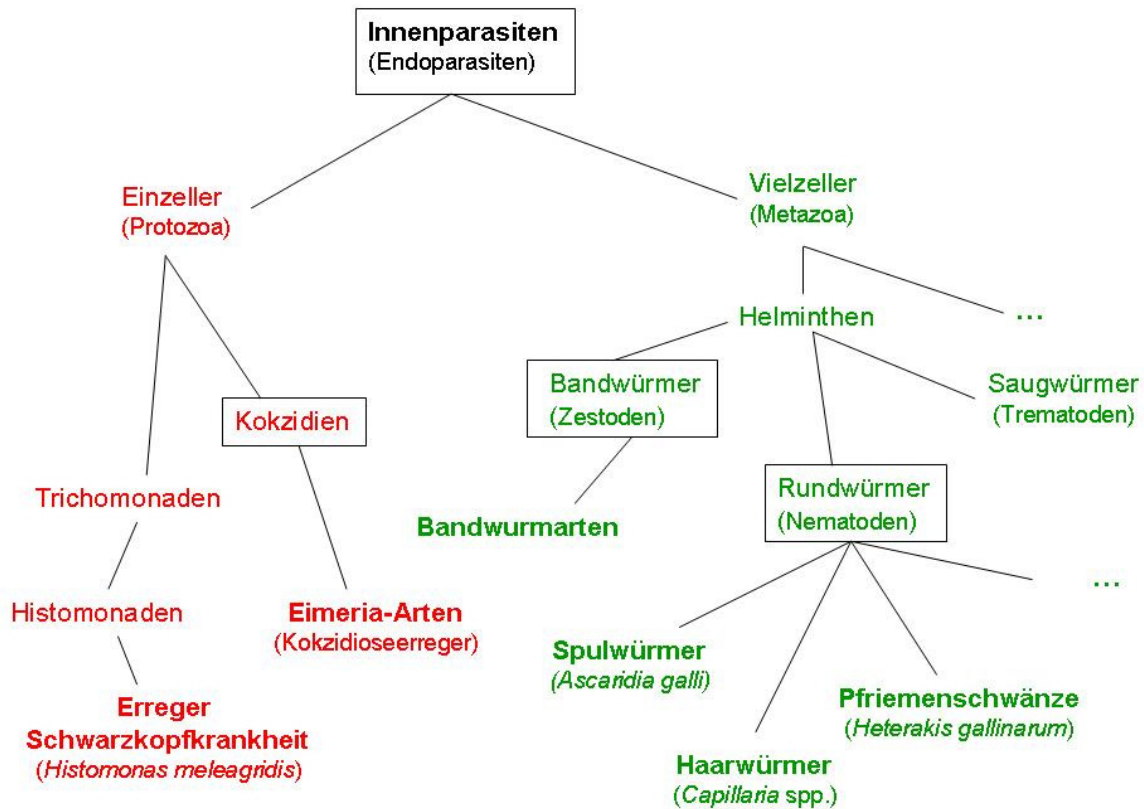 Innenparasiten
(Endoparasiten)
Einzeller
(Protozoa)
Vielzeller
(Metazoa)
Helminthen
...
Bandwürmer
(Zestoden)
Saugwürmer
(Trematoden)
Kokzidien
Trichomonaden
Rundwürmer
(Nematoden)
Bandwurmarten
...
Histomonaden
Eimeria-Arten
(Kokzidioseerreger)
Spulwürmer
(Ascaridia galli)
Pfriemenschwänze
(Heterakis gallinarum)
Erreger
Schwarzkopfkrankheit
(Histomonas meleagridis)
Haarwürmer
(Capillaria spp.)